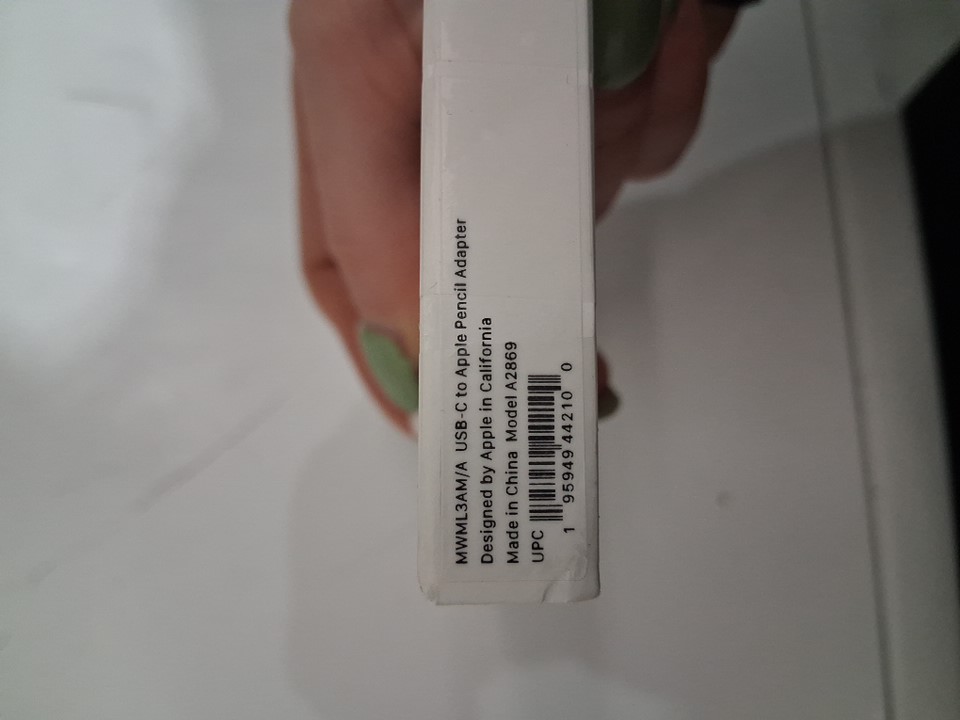 MWML3AM/A USB-C to Apple Pencil Adapter
Designed by Apple in California
Made in China Model A2869
UPC
1 95949 44210 0